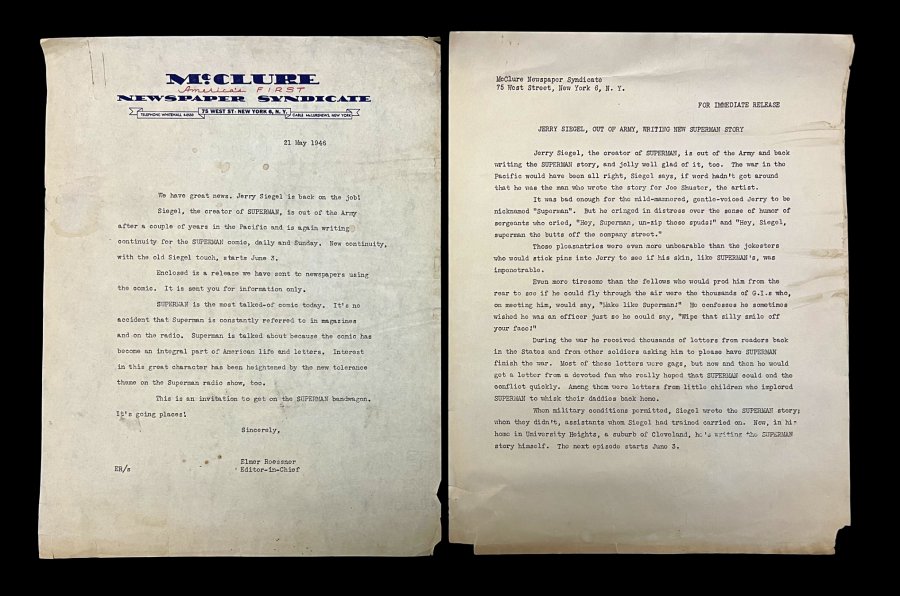 McCLURE
America's FIRST
NEWSPAPER SYNDICATE
TELEPHONE WHITEHALL 75 WEST ST · NEW YORK 6, N.Y. CABLE McCLURENEWS, NEW YORK
21 May 1946
We have great news. Jerry Siegel is back on the job!
Siegel, the creator of SUPERMAN, is out of the Army
after a couple of years in the Pacific and is again writing
continuity for the SUPERMAN comic, daily and Sunday. New continuity,
with the old Siegel touch, starts June 3.
Enclosed is a release we have sent to newspapers using
the comic. It is sent you for information only.
SUPERMAN is the most talked-of comic today. It's no
accident that Superman is constantly referred to in magazines
and on the radio. Superman is talked about because the comic has
become an integral part of American life and letters. Interest
in this great character has been heightened by the new tolerance
theme on the Superman radio show, too.
This is an invitation to get on the SUPERMAN bandwagon.
It's going places!
Sincerely,
Elmer Roessner
ER/s Editor-in-Chief
McClure Newspaper Syndicate
75 West Street, New York 6, N. Y.
FOR IMMEDIATE RELEASE
JERRY SIEGEL, OUT OF ARMY, WRITING NEW SUPERMAN STORY
Jerry Siegel, the creator of SUPERMAN, is out of the Army and back
writing the SUPERMAN story, and jolly well glad of it, too. The war in the
Pacific would have been all right, Siegel says, if word hadn't got around
that he was the man who wrote the story for Joe Shuster, the artist.
It was bad enough for the mild-mannered, gentle-voiced Jerry to be
nicknamed "Superman". But he cringed in distress over the sense of humor of
sergeants who cried, "Hey, Superman, un-zip those spuds!" and "Hey, Siegel,
superman the butts off the company street."
Those pleasantries were even more unbearable than the jokesters
who would stick pins into Jerry to see if his skin, like SUPERMAN's, was
impenetrable.
Even more tiresome than the fellows who would prod him from the
rear to see if he could fly through the air were the thousands of G.I.s who,
on meeting him, would say, "Make like Superman!" He confesses he sometimes
wished he was an officer just so he could say, "Wipe that silly smile off
your face!"
During the war he received thousands of letters from readers back
in the States and from other soldiers asking him to please have SUPERMAN
finish the war. Most of these letters were gags, but now and then he would
get a letter from a devoted fan who really hoped that SUPERMAN could end the
conflict quickly. Among them were letters from little children who implored
SUPERMAN to whisk their daddies back home.
When military conditions permitted, Siegel wrote the SUPERMAN story;
when they didn't, assistants whom Siegel had trained carried on. Now, in his
home in University Heights, a suburb of Cleveland, he's writing the SUPERMAN
story himself. The next episode starts June 3.